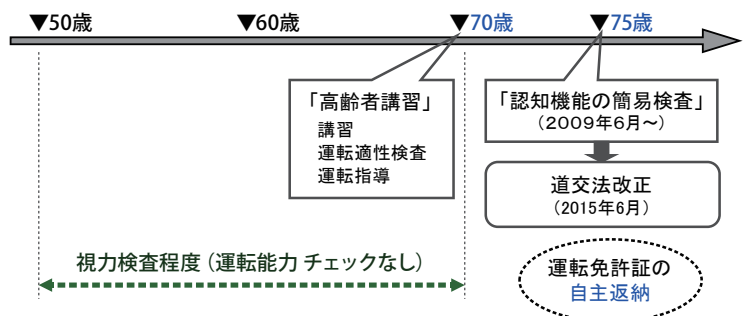 ▼50歳 ▼60歳 ▼70歳 ▼75歳
「高齢者講習」
講習
運転適性検査
運転指導
「認知機能の簡易検査」
(2009年6月~)
道交法改正
(2015年6月)
視力検査程度(運転能力 チェックなし)
運転免許証の
自主返納